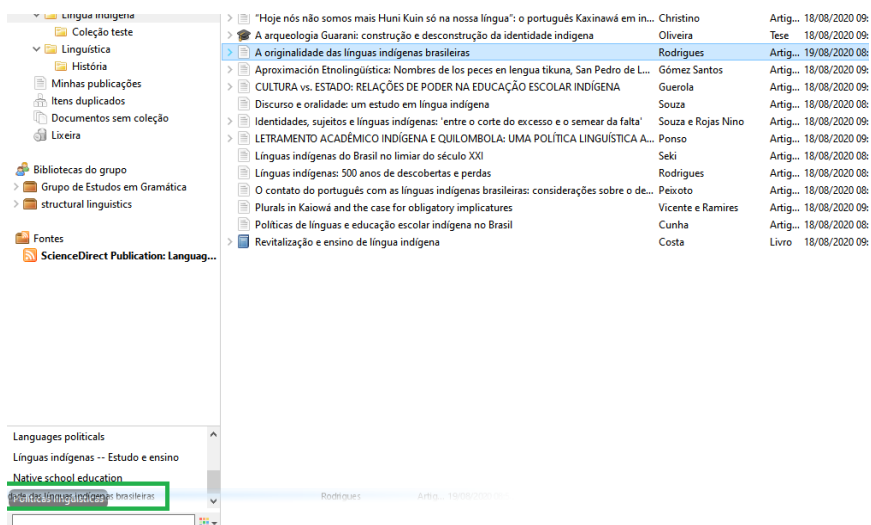 Língua indígena
Coleção teste
Linguística
História
Minhas publicações
Itens duplicados
Documentos sem coleção
Lixeira
Bibliotecas do grupo
Grupo de Estudos em Gramática
structural linguistics
Fontes
ScienceDirect Publication: Languag...
"Hoje nós não somos mais Huni Kuin só na nossa língua": o português Kaxinawá em in... Christino Artig... 18/08/2020 09:
A arqueologia Guarani: construção e desconstrução da identidade indigena Oliveira Tese 18/08/2020 09:
A originalidade das línguas indígenas brasileiras Rodrigues Artig... 19/08/2020 08:
Aproximación Etnolingüística: Nombres de los peces en lengua tikuna, San Pedro de L... Gómez Santos Artig... 18/08/2020 09:
CULTURA vs. ESTADO: RELAÇÕES DE PODER NA EDUCAÇÃO ESCOLAR INDÍGENA Guerola Artig... 18/08/2020 09:
Discurso e oralidade: um estudo em língua indígena Souza Artig... 18/08/2020 08:
Identidades, sujeitos e línguas indígenas: 'entre o corte do excesso e o semear da falta' Souza e Rojas Nino Artig... 18/08/2020 09:
LETRAMENTO ACADÊMICO INDÍGENA E QUILOMBOLA: UMA POLÍTICA LINGUÍSTICA A... Ponso Artig... 18/08/2020 09:
Línguas indígenas do Brasil no limiar do século XXI Seki Artig... 18/08/2020 08:
Línguas indígenas: 500 anos de descobertas e perdas Rodrigues Artig... 18/08/2020 08:
O contato do português com as línguas indígenas brasileiras: considerações sobre o de... Peixoto Artig... 18/08/2020 08:
Plurals in Kaiowá and the case for obligatory implicatures Vicente e Ramires Artig... 18/08/2020 09:
Políticas de línguas e educação escolar indígena no Brasil Cunha Artig... 18/08/2020 08:
Revitalização e ensino de língua indígena Costa Livro 18/08/2020 09:
Languages politicals
Línguas indígenas -- Estudo e ensino
Native school education
Políticas linguísticas
dade das línguas indígenas brasileiras Rodrigues Artig... 19/08/2020